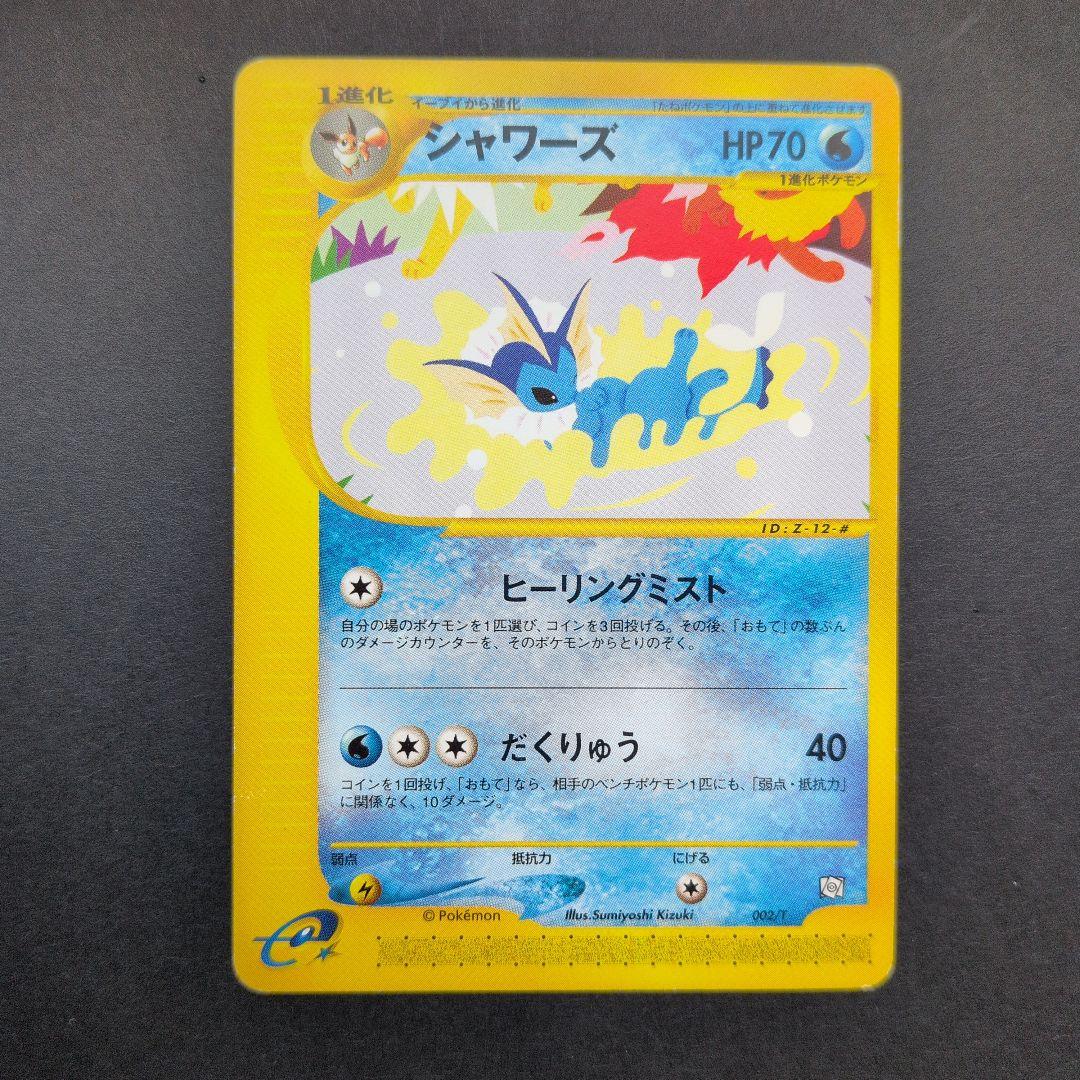 1進化
イーブイから進化
「たねポケモン」の上に重ねて進化させます
シャワーズ
HP70
1進化ポケモン
ID:Z-12-#
ヒーリングミスト
自分の場のポケモンを1匹選び、コインを3回投げる。その後、「おもて」の数ぶん
のダメージカウンターを、そのポケモンからとりのぞく。
だくりゅう
40
コインを1回投げ、「おもて」なら、相手のベンチポケモン1匹にも、「弱点・抵抗力」
に関係なく、10ダメージ。
弱点
抵抗力
にげる
© Pokémon
Illus.Sumiyoshi Kizuki
002/T
e